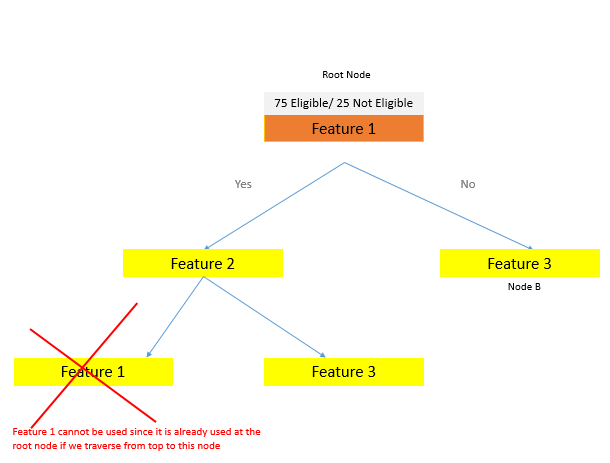 Root Node
75 Eligible/ 25 Not Eligible
Feature 1
Yes
No
Feature 2
Feature 3
Node B
Feature 1
Feature 3
Feature 1 cannot be used since it is already used at the
root node if we traverse from top to this node